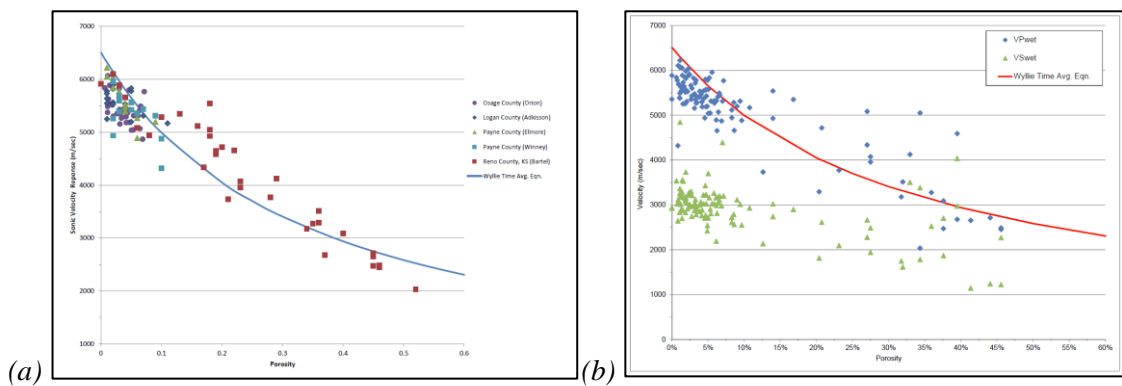 7000
6000
5000
4000
3000
2000
1000
0 0.1 0.2 0.3 0.4 0.5 0.6
Sonic Velocity Reponse (m/sec)
Porosity
Osage County (Orion)
Logan County (Adkisson)
Payne County (Elinore)
Payne County (Winney)
Reno County, KS (Bartel)
Wyllie Time Avg. Eqn.
(a)
7000
6000
5000
4000
3000
2000
1000
0
0% 5% 10% 15% 20% 25% 30% 35% 40% 45% 50% 55% 60%
Velocity (m/sec)
Porosity
VPwet
VSwet
Wyllie Time Avg. Eqn.
(b)